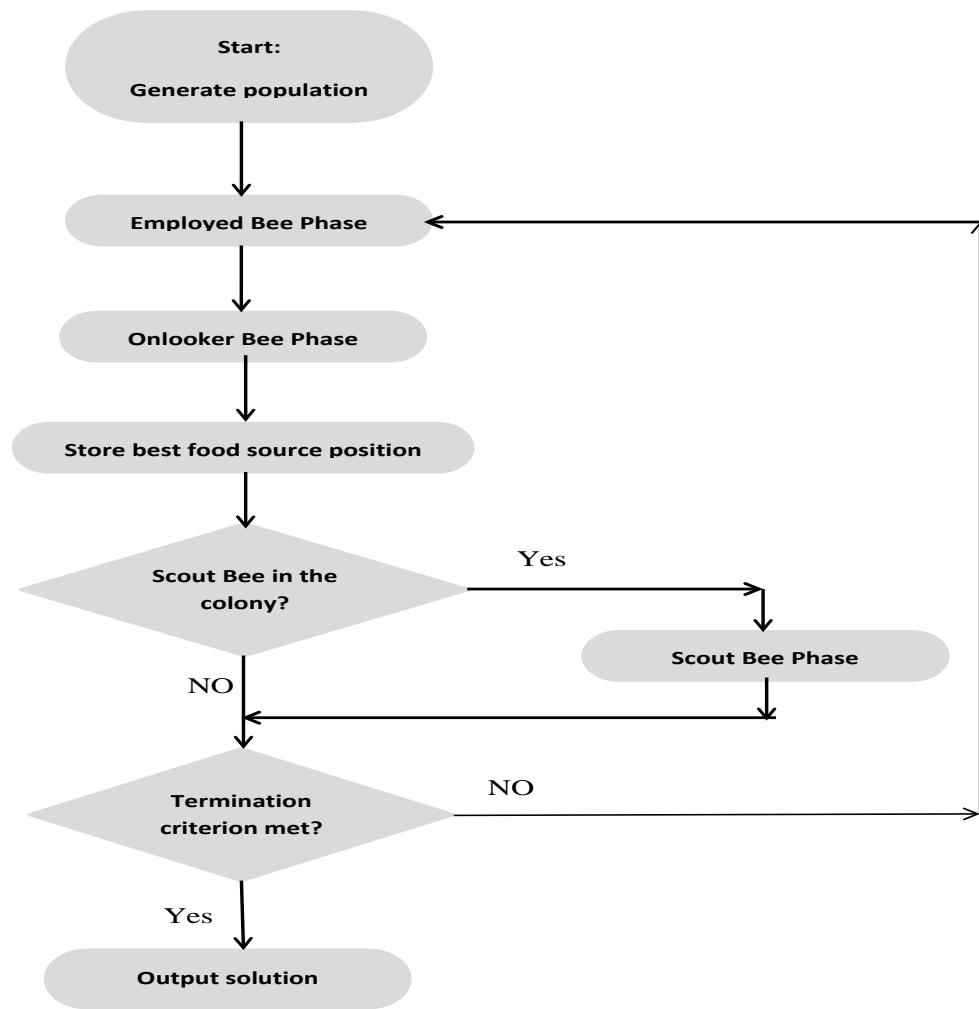 Start:
Generate population
Employed Bee Phase
Onlooker Bee Phase
Store best food source position
Scout Bee in the
colony?
Yes
Scout Bee Phase
NO
Termination
criterion met?
NO
Yes
Output solution